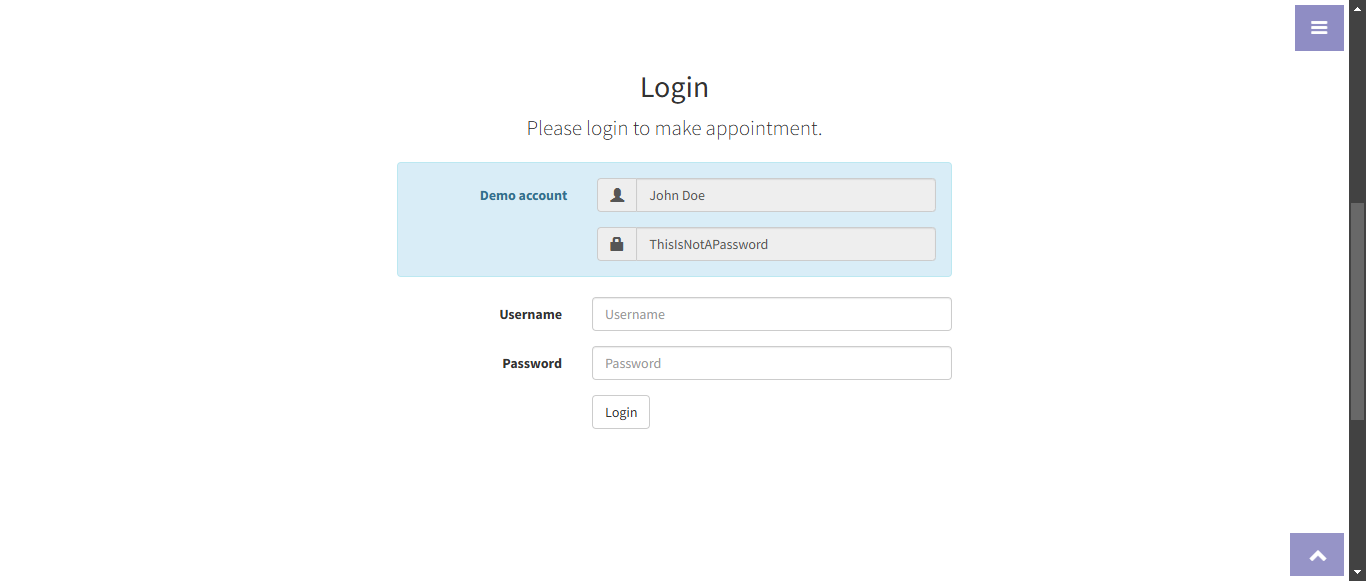 Login
Please login to make appointment.
Demo account
John Doe
ThisIsNotAPassword
Username
Username
Password
Password
Login